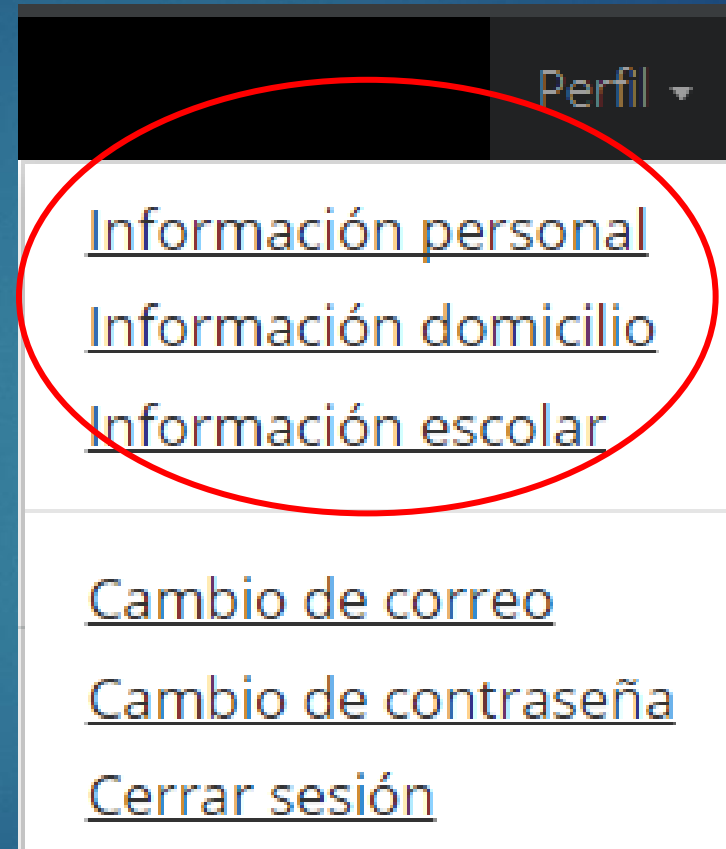 Perfil
Información personal
Información domicilio
Información escolar
Cambio de correo
Cambio de contraseña
Cerrar sesión